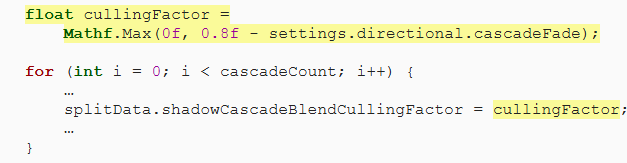 float cullingFactor =
Mathf.Max(0f, 0.8f - settings.directional.cascadeFade);
for (int i = 0; i < cascadeCount; i++) {
…
splitData.shadowCascadeBlendCullingFactor = cullingFactor;
…
}